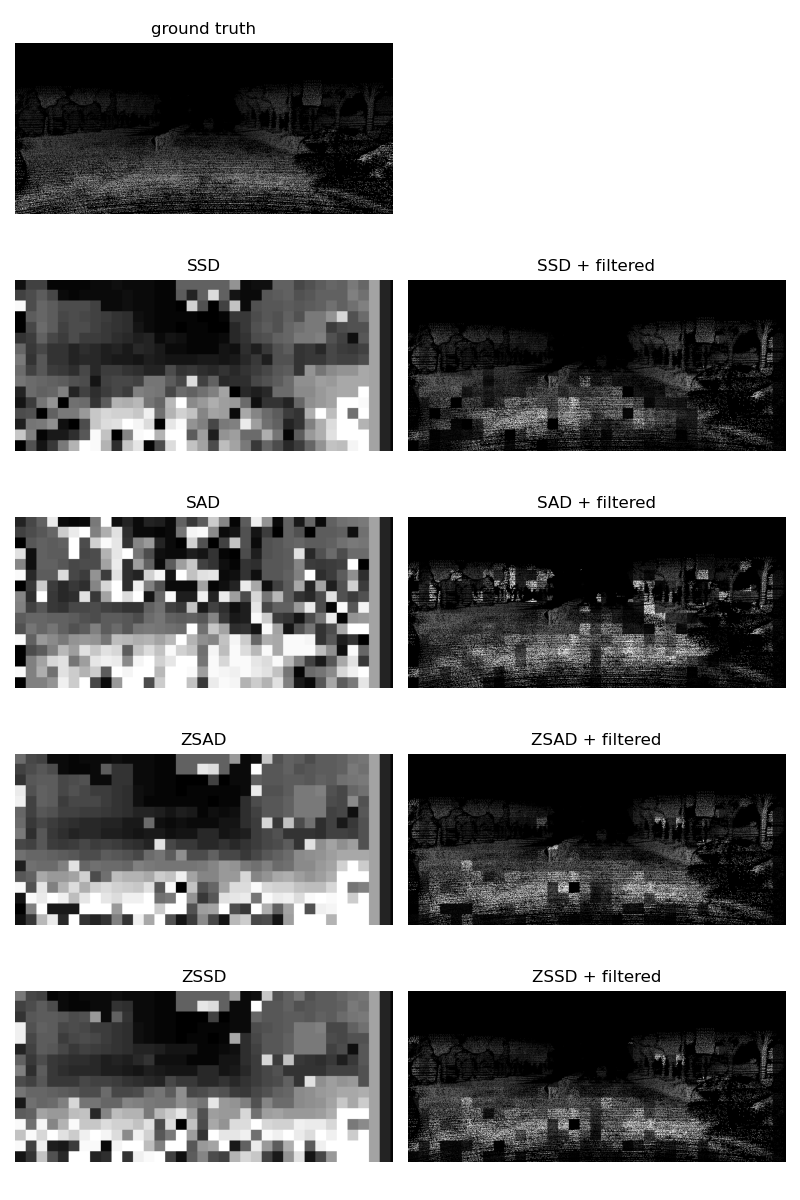 ground truth
SSD
SSD + filtered
SAD
SAD + filtered
ZSAD
ZSAD + filtered
ZSSD
ZSSD + filtered